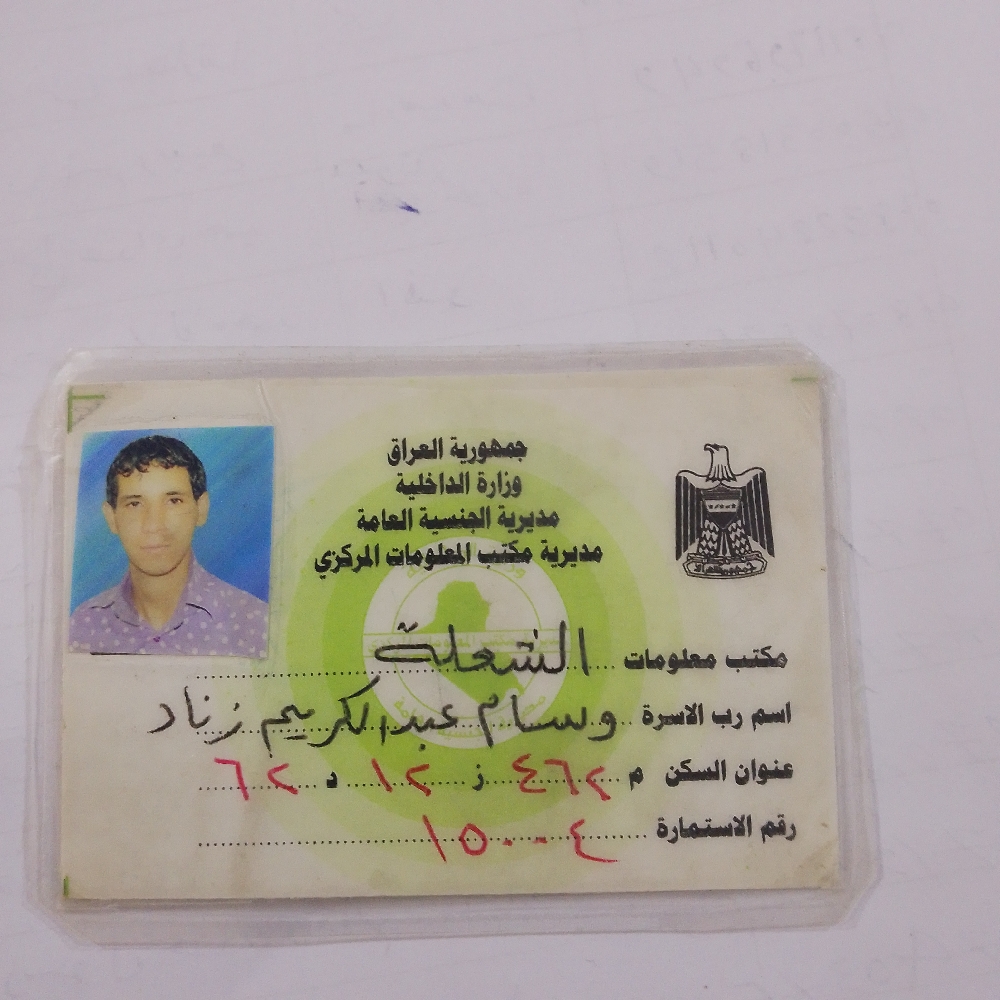 جمهورية العراق
وزارة الداخلية
مديرية الجنسية العامة
مديرية مكتب المعلومات المركزي
مكتب معلومات الشعلة
اسم رب الاسرة وسام عبد الكريم زناد
عنوان السكن م ٤٦٢ ز ١٢ د ٦٢
رقم الاستمارة ١٥٠٠٤